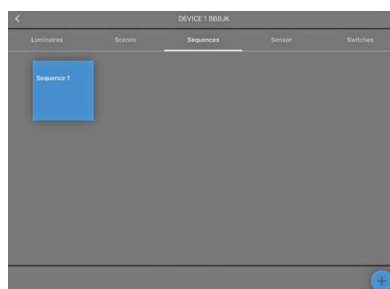 DEVICE 1 BBBJK
Luminaires Scenes Sequences Sensor Switches
Sequence 1